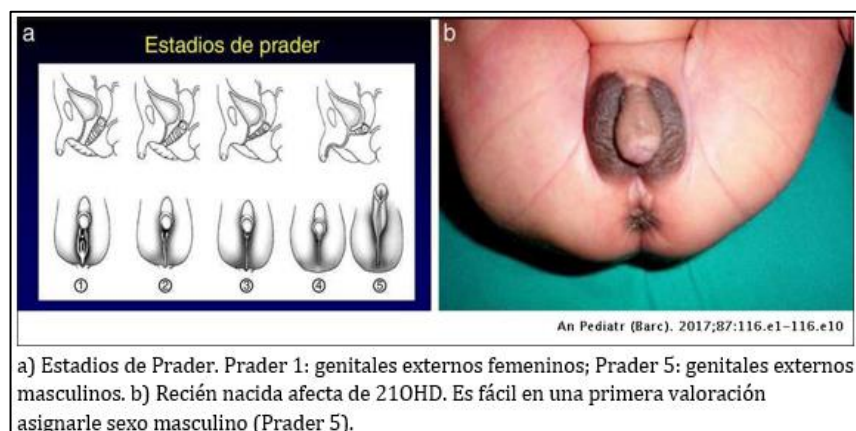 a
b
Estadios de prader
① ② ③ ④ ⑤
An Pediatr (Barc). 2017;87:116.e1–116.e10
a) Estadios de Prader. Prader 1: genitales externos femeninos; Prader 5: genitales externos
masculinos. b) Recién nacida afecta de 21OHD. Es fácil en una primera valoración
asignarle sexo masculino (Prader 5).